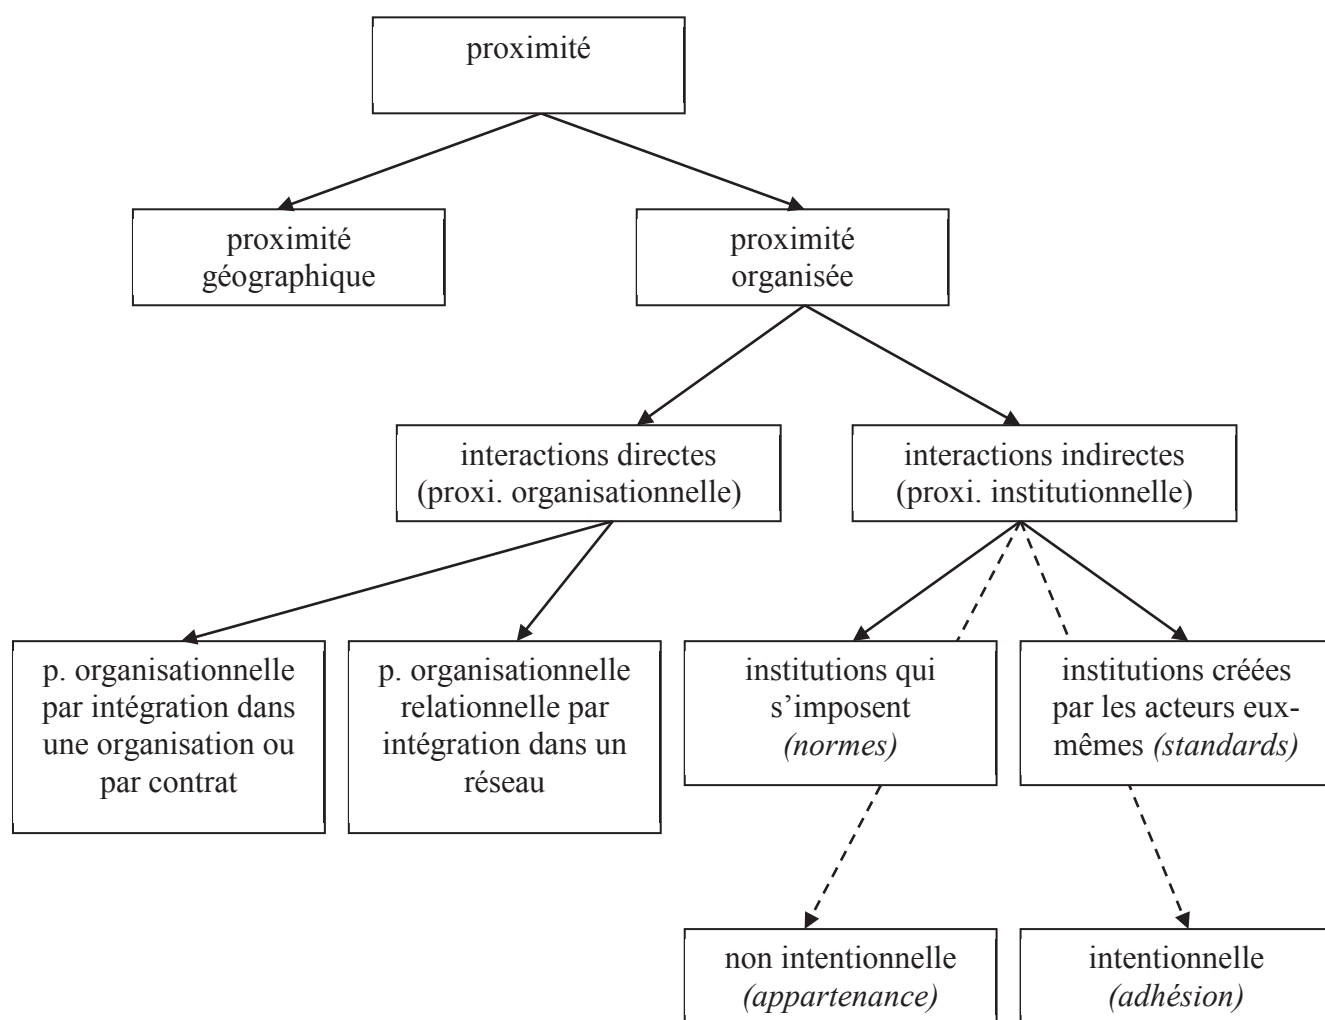 proximité
proximité
géographique
proximité
organisée
interactions directes
(proxi. organisationnelle)
interactions indirectes
(proxi. institutionnelle)
p. organisationnelle
par intégration dans
une organisation ou
par contrat
p. organisationnelle
relationnelle par
intégration dans un
réseau
institutions qui
s’imposent
(normes)
institutions créées
par les acteurs eux-
mêmes (standards)
non intentionnelle
(appartenance)
intentionnelle
(adhésion)